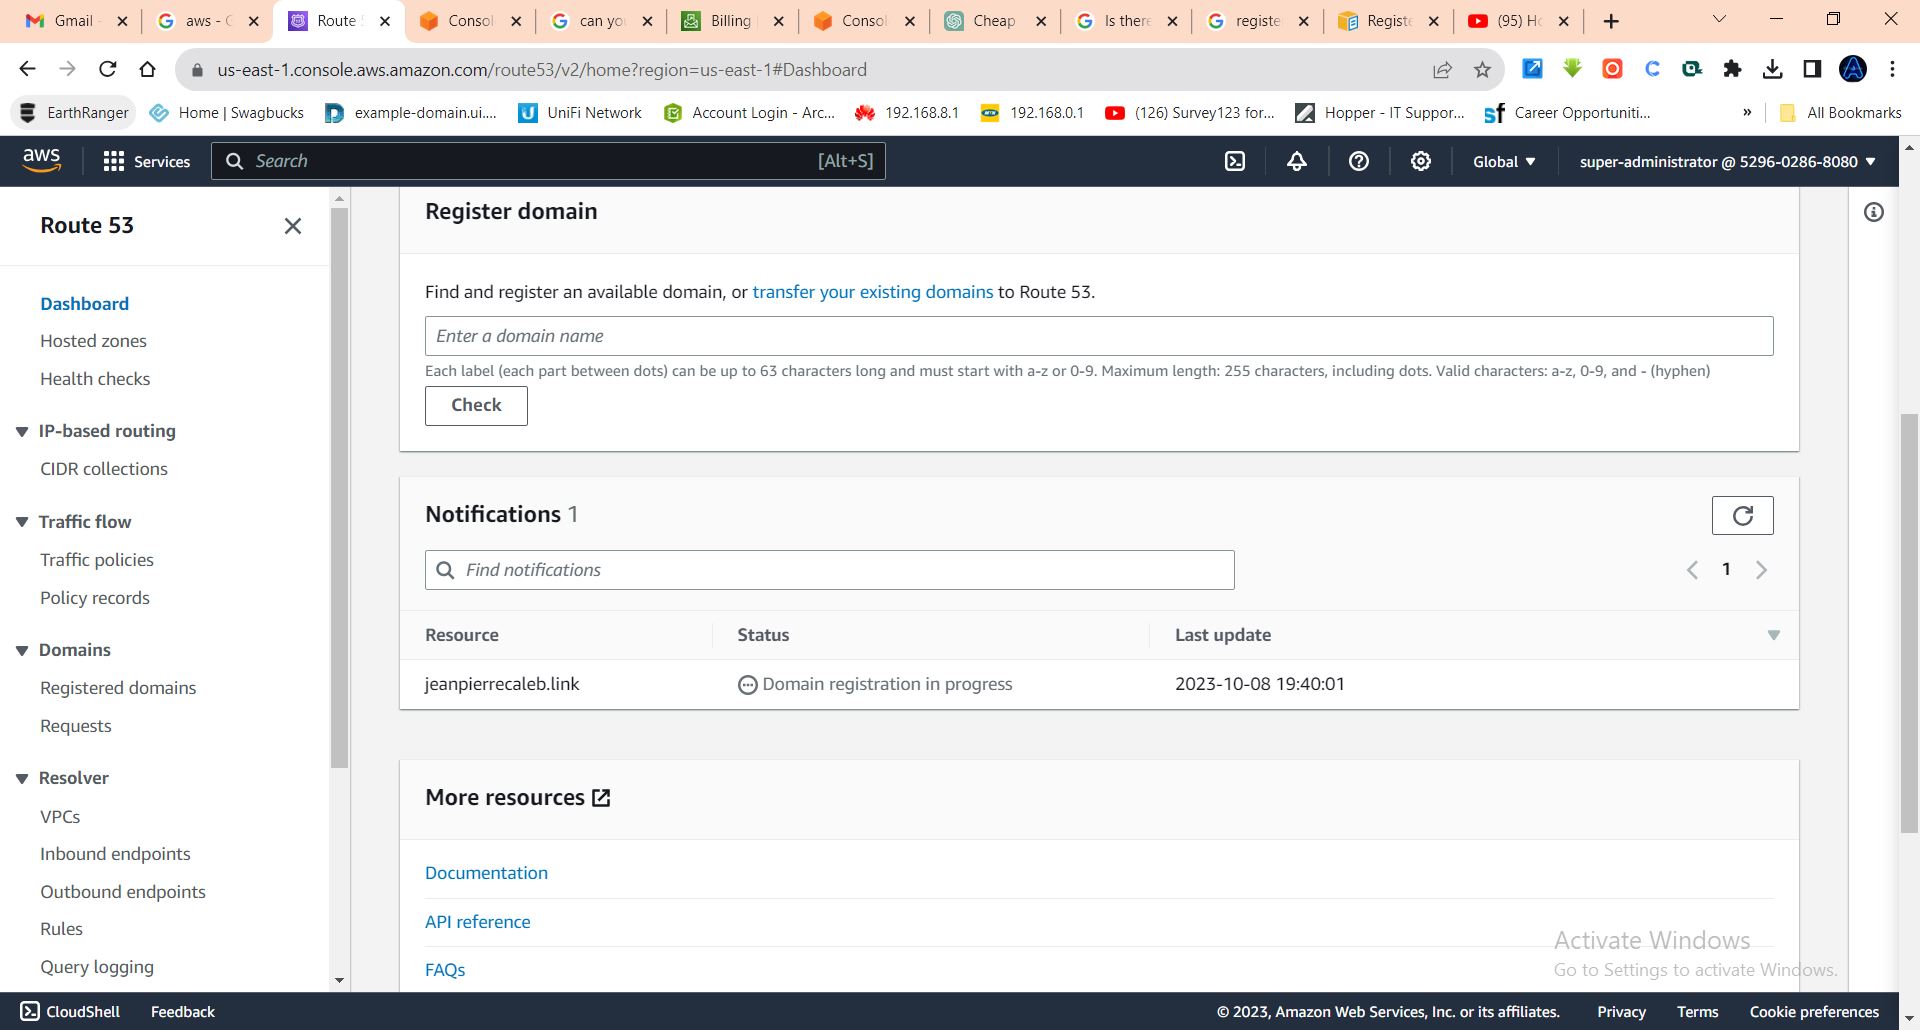 Gmail
aws - G
Route 5
Consol
can you
Billing
Consol
Cheap
Is there
registe
Registe
(95) Ho
us-east-1.console.aws.amazon.com/route53/v2/home?region=us-east-1#Dashboard
EarthRanger
Home | Swagbucks
example-domain.ui....
UniFi Network
Account Login - Arc...
192.168.8.1
192.168.0.1
(126) Survey123 for...
Hopper - IT Suppor...
Career Opportuniti...
»
All Bookmarks
aws
Services
Search
[Alt+S]
Global
super-administrator @ 5296-0286-8080
Route 53
Dashboard
Hosted zones
Health checks
IP-based routing
CIDR collections
Traffic flow
Traffic policies
Policy records
Domains
Registered domains
Requests
Resolver
VPCs
Inbound endpoints
Outbound endpoints
Rules
Query logging
Register domain
Find and register an available domain, or transfer your existing domains to Route 53.
Enter a domain name
Each label (each part between dots) can be up to 63 characters long and must start with a-z or 0-9. Maximum length: 255 characters, including dots. Valid characters: a-z, 0-9, and - (hyphen)
Check
Notifications 1
Find notifications
1
Resource Status Last update
jeanpierrecaleb.link Domain registration in progress 2023-10-08 19:40:01
More resources
Documentation
API reference
FAQs
Activate Windows
Go to Settings to activate Windows.
CloudShell
Feedback
© 2023, Amazon Web Services, Inc. or its affiliates.
Privacy
Terms
Cookie preferences